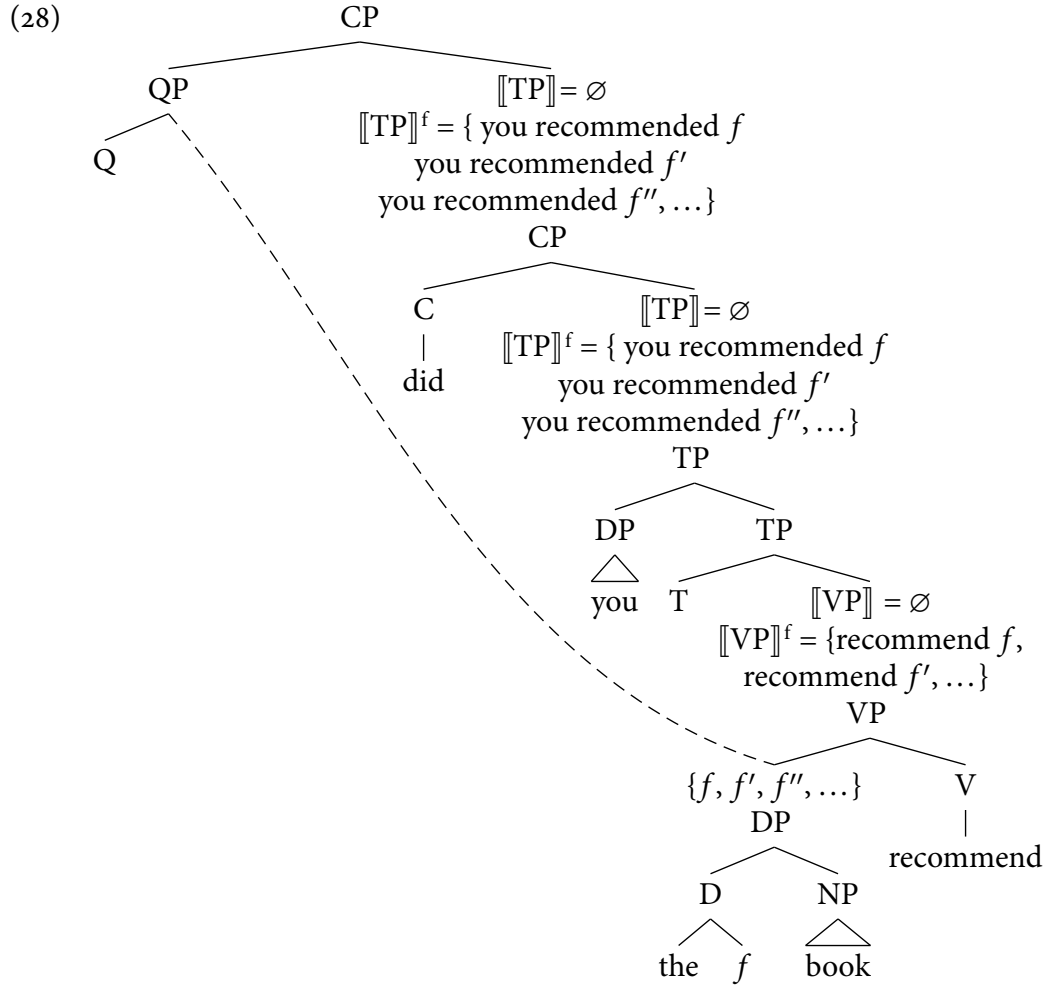 (28)
CP
QP ⟦TP⟧ = ∅
⟦TP⟧ᶠ = { you recommended f
Q you recommended f′
you recommended f″, …}
CP
C ⟦TP⟧ = ∅
⟦TP⟧ᶠ = { you recommended f
did you recommended f′
you recommended f″, …}
TP
DP TP
you T ⟦VP⟧ = ∅
⟦VP⟧ᶠ = {recommend f,
recommend f′, …}
VP
{f, f′, f″, …} V
DP
recommend
D NP
the f book